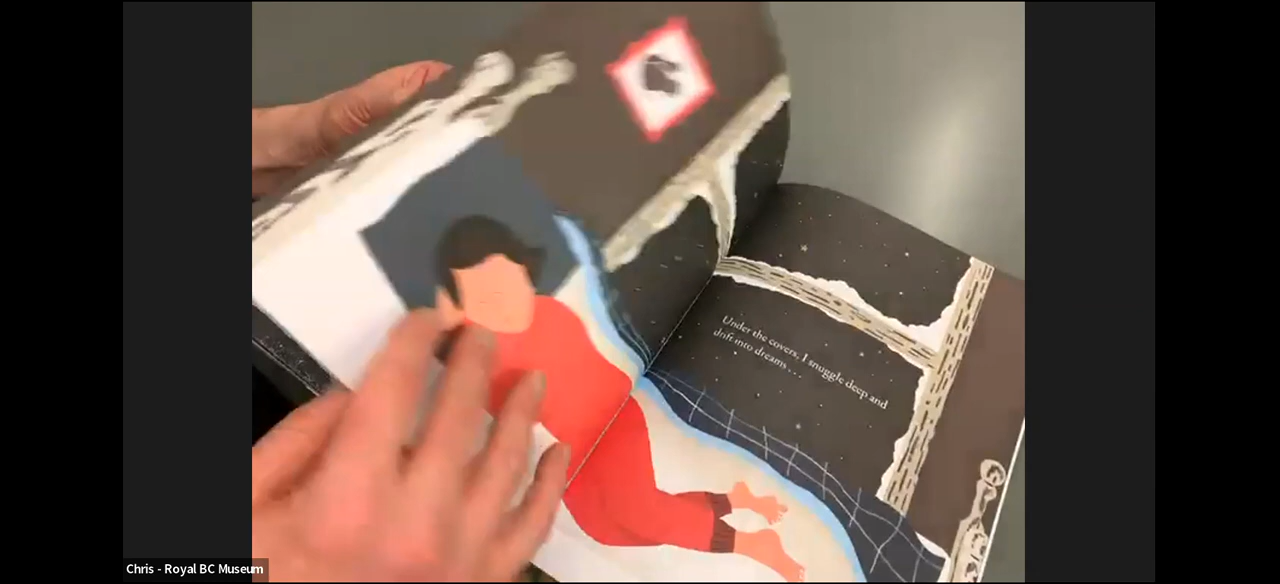 Under the covers, I snuggle deep and
drift into dreams . . .
Chris - Royal BC Museum